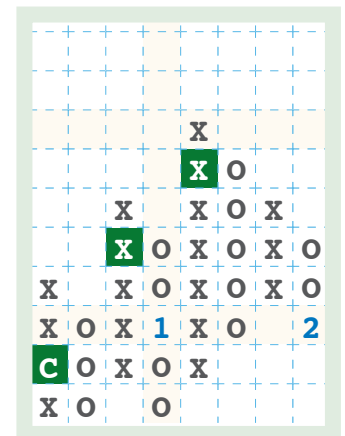 X
X O
X X O X
X O X O X O
X X O X O X O
X O X 1 X O 2
C O X O X
X O O